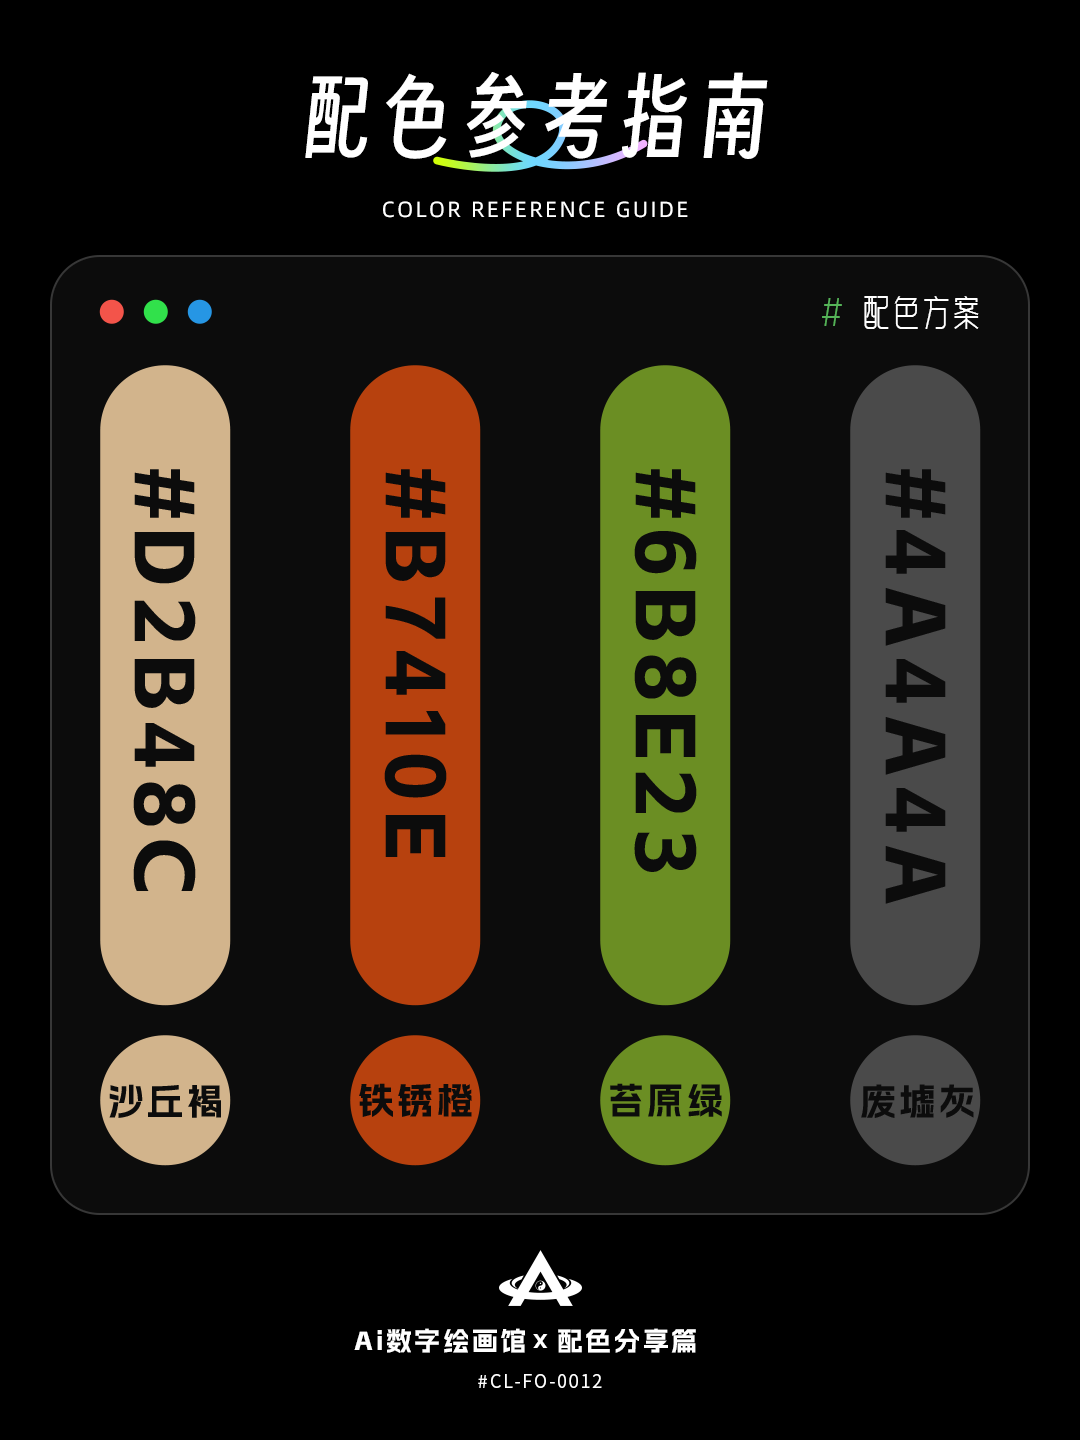 配色参考指南
COLOR REFERENCE GUIDE
# 配色方案
#D2B48C
#B7410E
#6B8E23
#4A4A4A
沙丘褐
铁锈橙
苔原绿
废墟灰
Ai数字绘画馆 x 配色分享篇
#CL-FO-0012